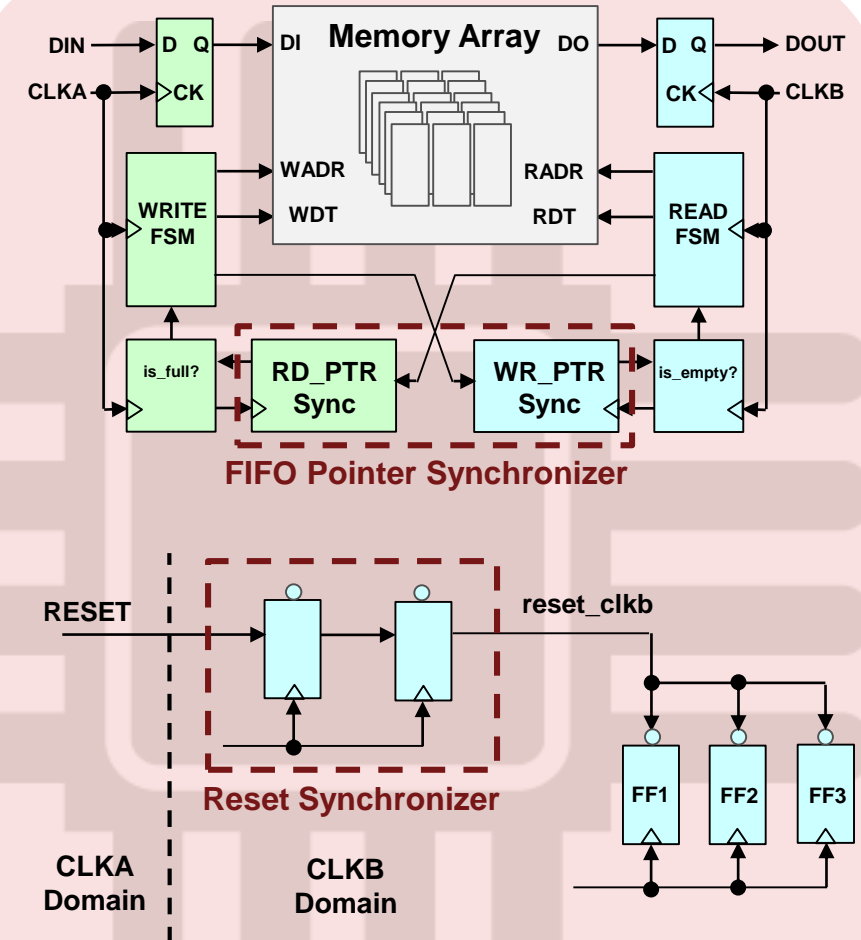 DIN
D Q
DI
Memory Array
DO
D Q
DOUT
CLKA
CK
CK
CLKB
WADR
RADR
WRITE
FSM
WDT
RDT
READ
FSM
is_full?
RD_PTR
Sync
WR_PTR
Sync
is_empty?
FIFO Pointer Synchronizer
RESET
reset_clkb
FF1
FF2
FF3
Reset Synchronizer
CLKA
Domain
CLKB
Domain